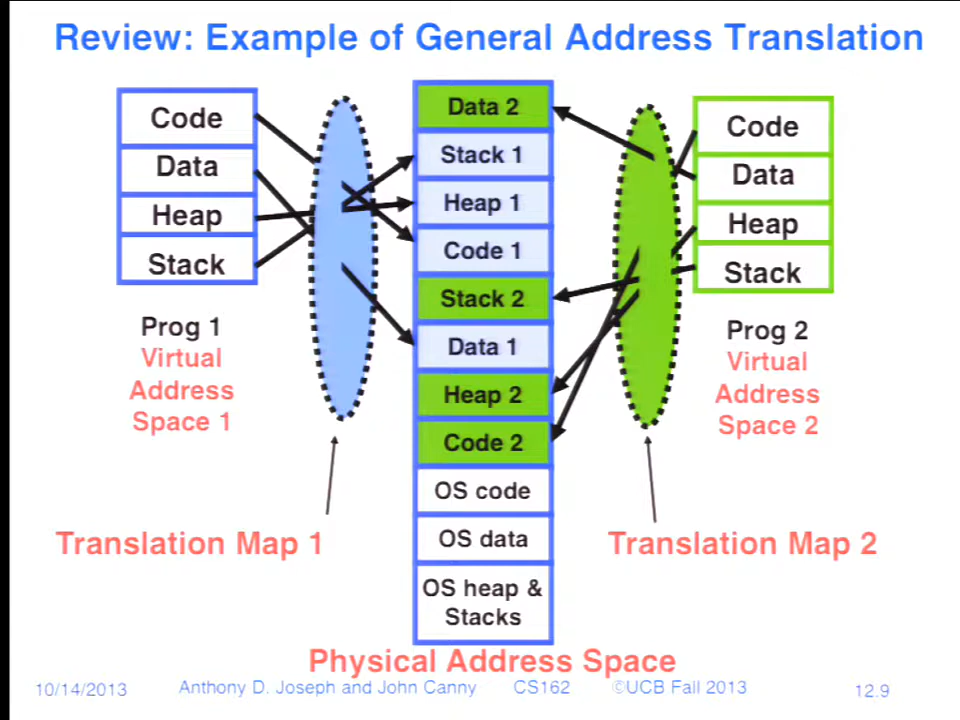 Review: Example of General Address Translation
Code
Data
Heap
Stack
Prog 1
Virtual
Address
Space 1
Data 2
Stack 1
Heap 1
Code 1
Stack 2
Data 1
Heap 2
Code 2
OS code
OS data
OS heap &
Stacks
Code
Data
Heap
Stack
Prog 2
Virtual
Address
Space 2
Translation Map 1
Translation Map 2
Physical Address Space
10/14/2013 Anthony D. Joseph and John Canny CS162 ©UCB Fall 2013 12.9